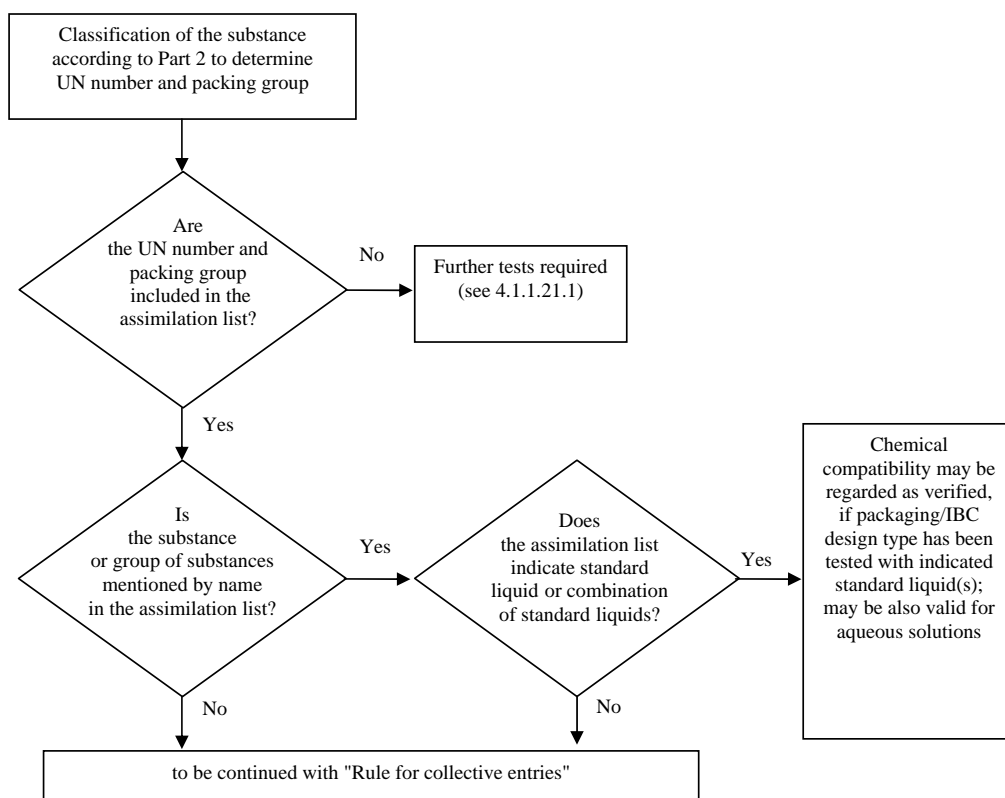 Classification of the substance
according to Part 2 to determine
UN number and packing group
Are
the UN number and
packing group
included in the
assimilation list?
No
Further tests required
(see 4.1.1.21.1)
Yes
Is
the substance
or group of substances
mentioned by name
in the assimilation list?
Yes
Does
the assimilation list
indicate standard
liquid or combination
of standard liquids?
Yes
Chemical
compatibility may be
regarded as verified,
if packaging/IBC
design type has been
tested with indicated
standard liquid(s);
may be also valid for
aqueous solutions
No
No
to be continued with "Rule for collective entries"